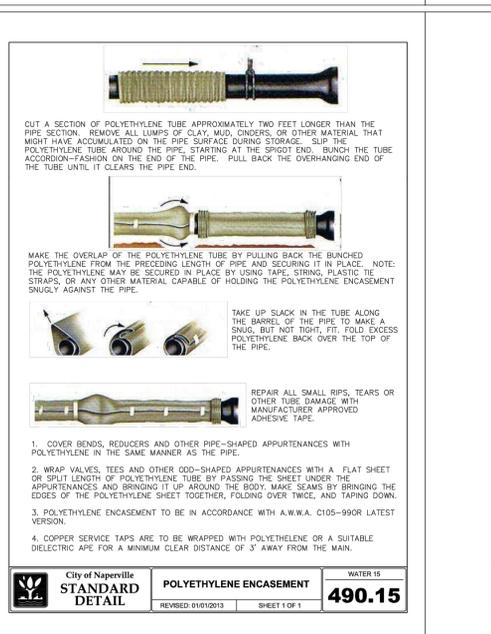 CUT A SECTION OF POLYETHYLENE TUBE APPROXIMATELY TWO FEET LONGER THAN THE
PIPE SECTION. REMOVE ALL LUMPS OF CLAY, MUD, CINDERS, OR OTHER MATERIAL THAT
MIGHT HAVE ACCUMULATED ON THE PIPE SURFACE DURING STORAGE. SLIP THE
POLYETHYLENE TUBE AROUND THE PIPE, STARTING AT THE SPIGOT END. BUNCH THE TUBE
ACCORDION-FASHION ON THE END OF THE PIPE. PULL BACK THE OVERHANGING END OF
THE TUBE UNTIL IT CLEARS THE PIPE END.
MAKE THE OVERLAP OF THE POLYETHYLENE TUBE BY PULLING BACK THE BUNCHED
POLYETHYLENE FROM THE PRECEDING LENGTH OF PIPE AND SECURING IT IN PLACE. NOTE:
THE POLYETHYLENE MAY BE SECURED IN PLACE BY USING TAPE, STRING, PLASTIC TIE
STRAPS, OR ANY OTHER MATERIAL CAPABLE OF HOLDING THE POLYETHYLENE ENCASEMENT
SNUGLY AGAINST THE PIPE.
TAKE UP SLACK IN THE TUBE ALONG
THE BARREL OF THE PIPE TO MAKE A
SNUG, BUT NOT TIGHT, FIT. FOLD EXCESS
POLYETHYLENE BACK OVER THE TOP OF
THE PIPE.
REPAIR ALL SMALL RIPS, TEARS OR
OTHER TUBE DAMAGE WITH
MANUFACTURER APPROVED
ADHESIVE TAPE.
1. COVER BENDS, REDUCERS AND OTHER PIPE-SHAPED APPURTENANCES WITH
POLYETHYLENE IN THE SAME MANNER AS THE PIPE.
2. WRAP VALVES, TEES AND OTHER ODD-SHAPED APPURTENANCES WITH A FLAT SHEET
OR SPLIT LENGTH OF POLYETHYLENE TUBE BY PASSING THE SHEET UNDER THE
APPURTENANCES AND BRINGING IT UP AROUND THE BODY. MAKE SEAMS BY BRINGING THE
EDGES OF THE POLYETHYLENE SHEET TOGETHER, FOLDING OVER TWICE, AND TAPING DOWN.
3. POLYETHYLENE ENCASEMENT TO BE IN ACCORDANCE WITH A.W.W.A. C105-99OR LATEST
VERSION.
4. COPPER SERVICE TAPS ARE TO BE WRAPPED WITH POLYETHELENE OR A SUITABLE
DIELECTRIC APE FOR A MINIMUM CLEAR DISTANCE OF 3' AWAY FROM THE MAIN.
City of Naperville
STANDARD
DETAIL
POLYETHYLENE ENCASEMENT
REVISED: 01/01/2013
SHEET 1 OF 1
WATER 15
490.15